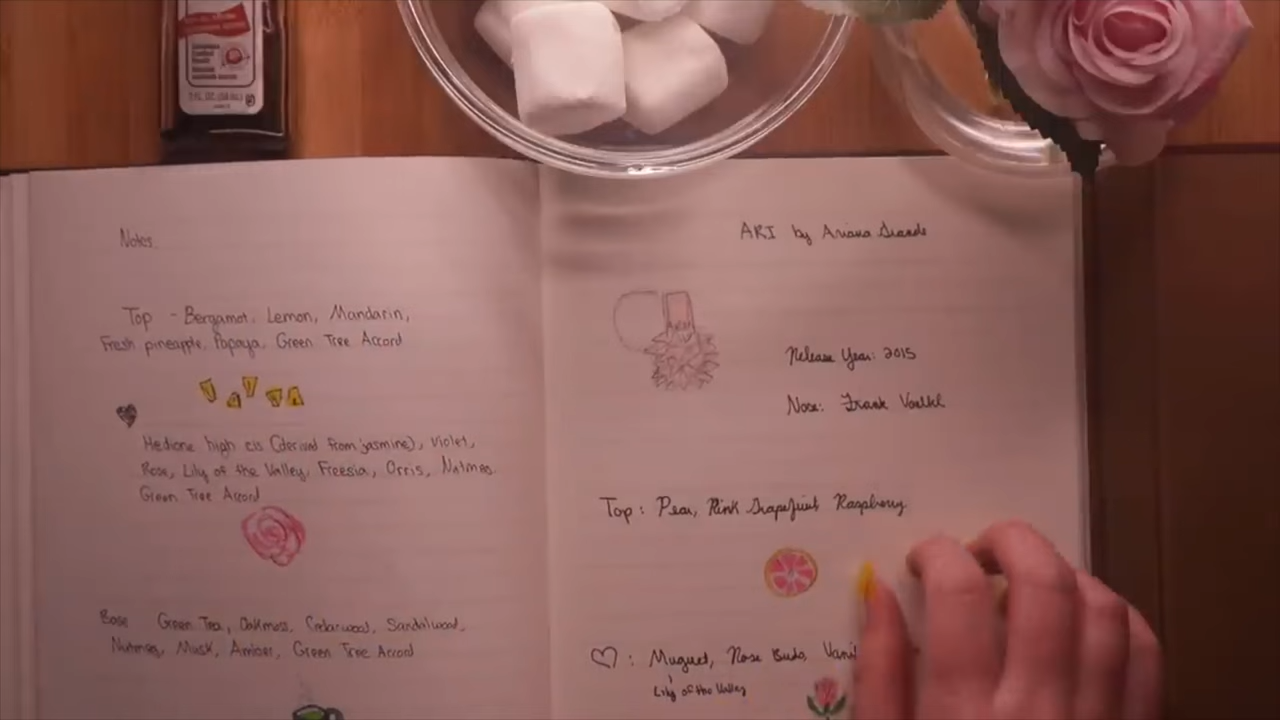 Notes.
Top - Bergamot, Lemon, Mandarin,
Fresh pineapple, Papaya, Green Tree Accord
Hedione high cis (derived from jasmine), Violet,
Rose, Lily of the Valley, Freesia, Orris, Nutmeg
Green Tree Accord
Base Green Tea, Oakmoss, Cedarwood, Sandalwood,
Nutmeg, Musk, Amber, Green Tree Accord
ARI by Ariana Grande
Release Year: 2015
Nose: Frank Voelkl
Top: Pear, Pink Grapefruit Raspberry
: Muguet, Rose Buds,
Lily of the Valley